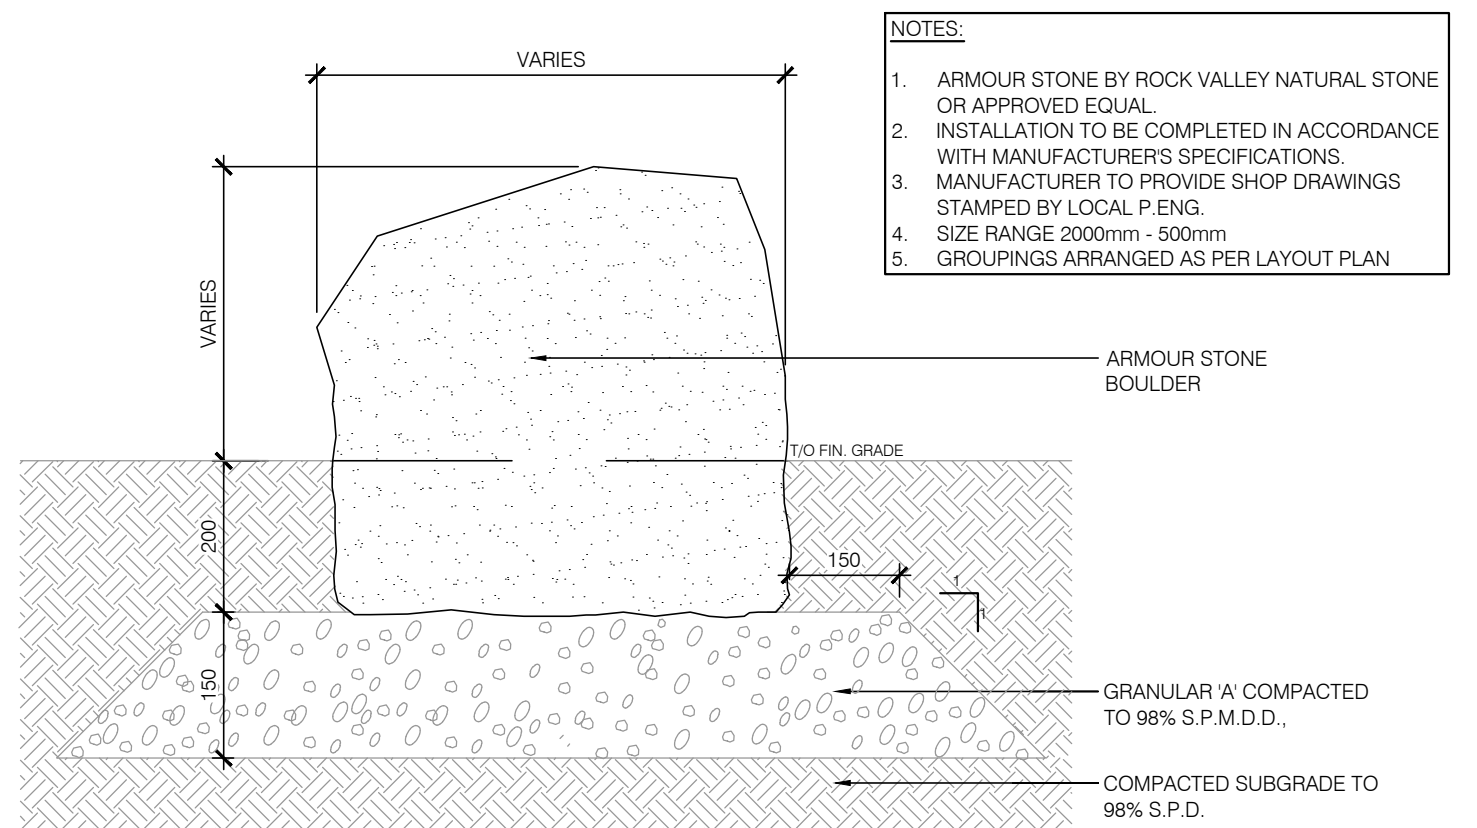 NOTES:
1. ARMOUR STONE BY ROCK VALLEY NATURAL STONE
OR APPROVED EQUAL.
2. INSTALLATION TO BE COMPLETED IN ACCORDANCE
WITH MANUFACTURER'S SPECIFICATIONS.
3. MANUFACTURER TO PROVIDE SHOP DRAWINGS
STAMPED BY LOCAL P.ENG.
4. SIZE RANGE 2000mm - 500mm
5. GROUPINGS ARRANGED AS PER LAYOUT PLAN
VARIES
VARIES
ARMOUR STONE
BOULDER
T/O FIN. GRADE
200
150
1
1
150
GRANULAR 'A' COMPACTED
TO 98% S.P.M.D.D.,
COMPACTED SUBGRADE TO
98% S.P.D.